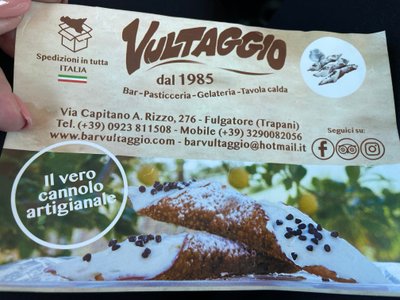 Spedizioni in tutta
ITALIA
VULTAGGIO
dal 1985
Bar-Pasticceria -Gelateria -Tavola calda
Via Capitano A. Rizzo, 276 - Fulgatore (Trapani)
Tel. (+39) 0923 811508 - Mobile (+39) 3290082056
www.barvultaggio.com - barvultaggio@hotmail.it
Seguici su:
Il vero
cannolo
artigianale